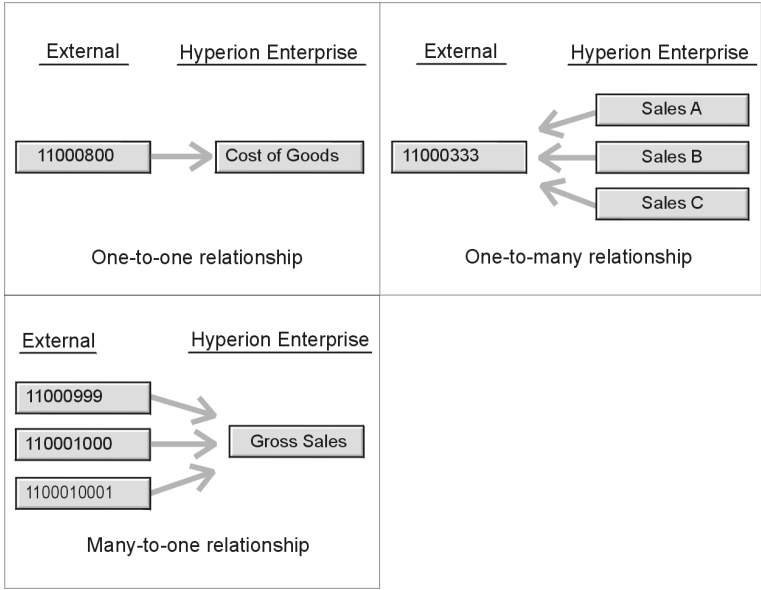 External Hyperion Enterprise
11000800 Cost of Goods
One-to-one relationship
External Hyperion Enterprise
Sales A
11000333 Sales B
Sales C
One-to-many relationship
External Hyperion Enterprise
11000999
110001000 Gross Sales
1100010001
Many-to-one relationship